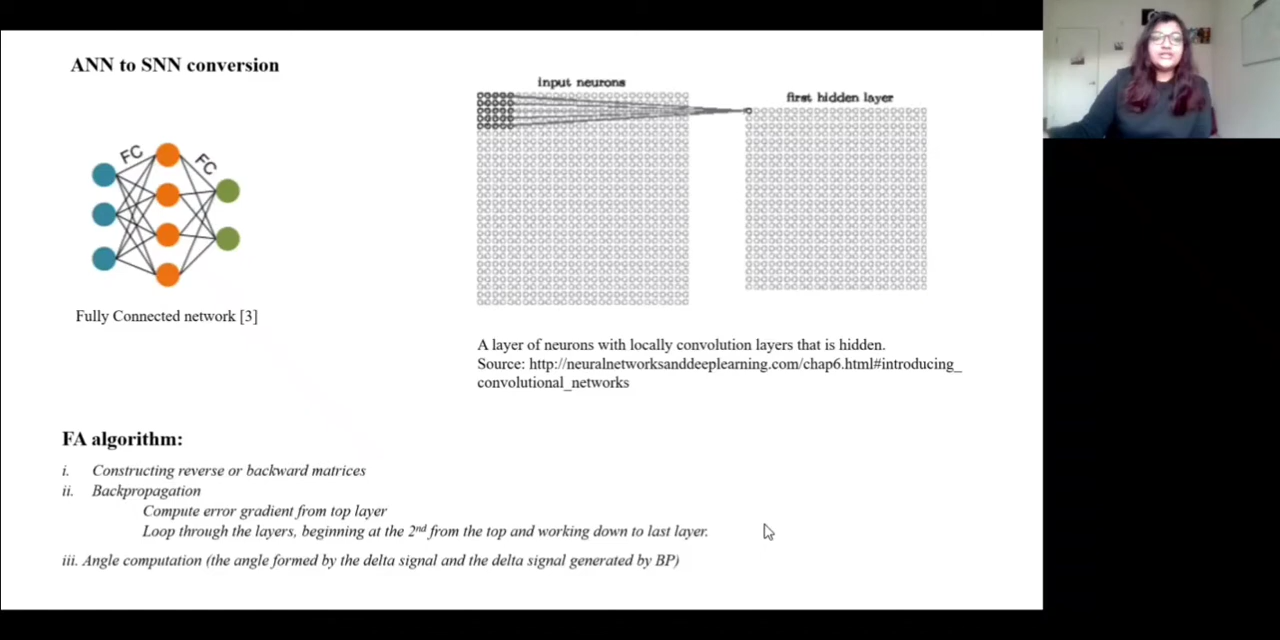 ANN to SNN conversion
FC
FC
Fully Connected network [3]
input neurons
first hidden layer
A layer of neurons with locally convolution layers that is hidden.
Source: http://neuralnetworksanddeeplearning.com/chap6.html#introducing_
convolutional_networks
FA algorithm:
i. Constructing reverse or backward matrices
ii. Backpropagation
Compute error gradient from top layer
Loop through the layers, beginning at the 2nd from the top and working down to last layer.
iii. Angle computation (the angle formed by the delta signal and the delta signal generated by BP)